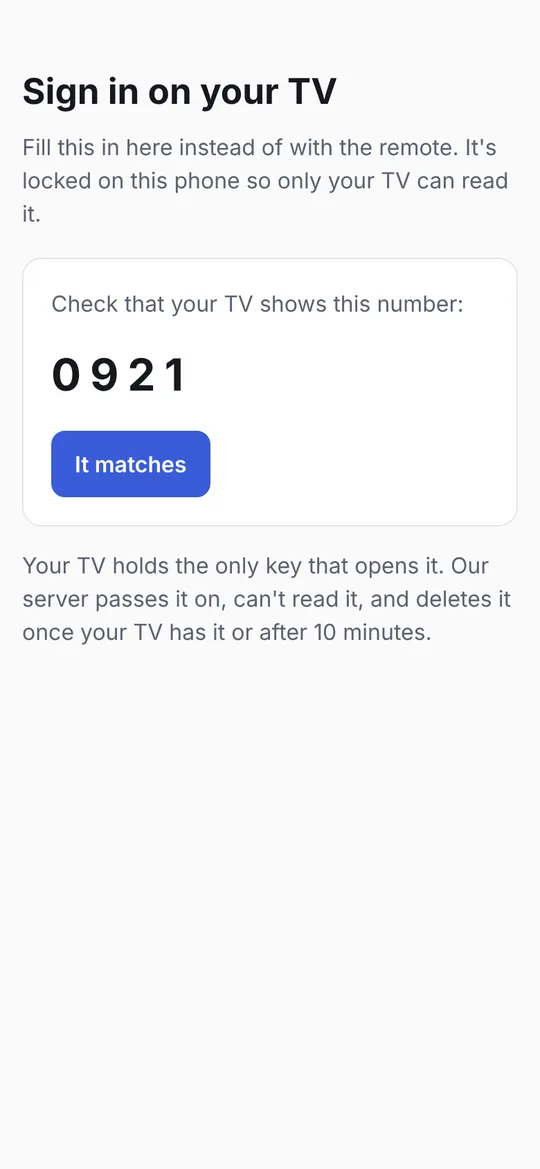 Sign in on your TV
Fill this in here instead of with the remote. It's
locked on this phone so only your TV can read
it.
Check that your TV shows this number:
0921
It matches
Your TV holds the only key that opens it. Our
server passes it on, can't read it, and deletes it
once your TV has it or after 10 minutes.